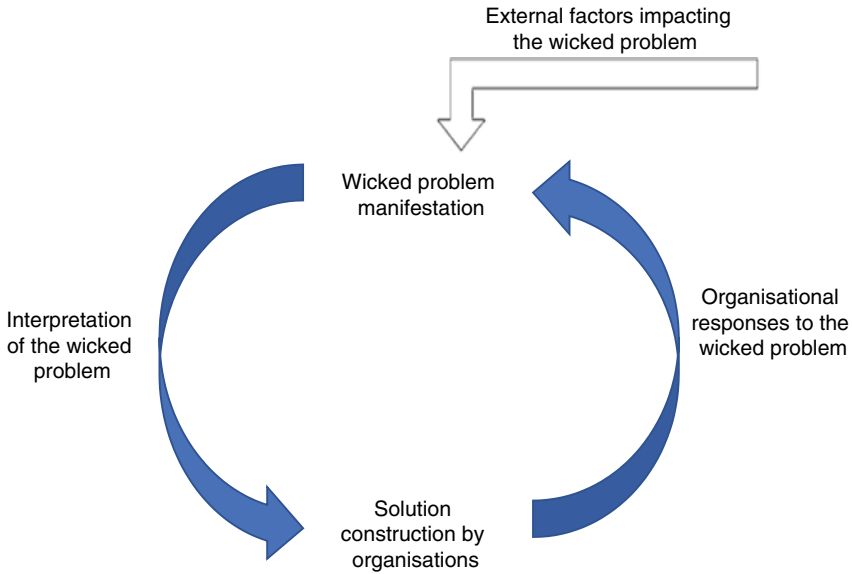 External factors impacting
the wicked problem
Wicked problem
manifestation
Interpretation
of the wicked
problem
Organisational
responses to the
wicked problem
Solution
construction by
organisations